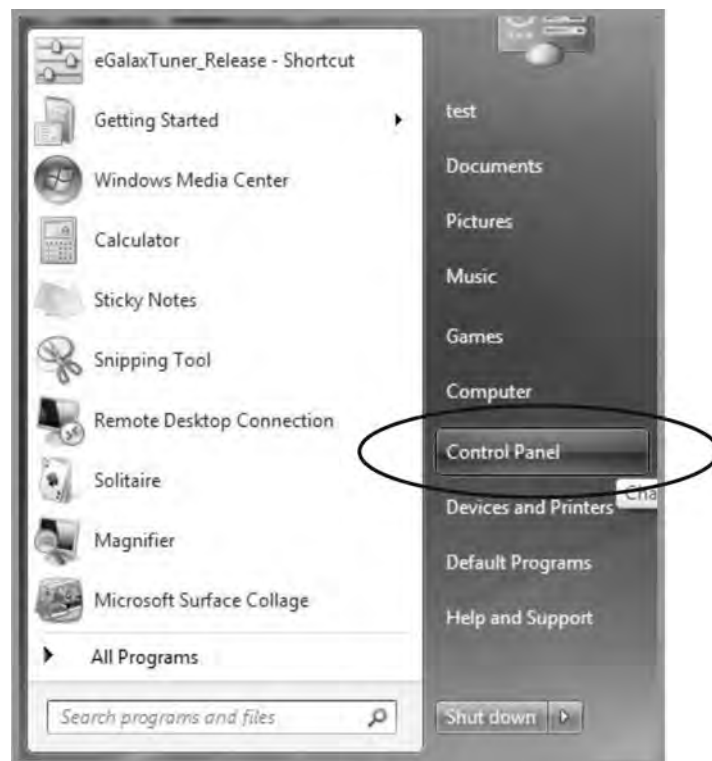 eGalaxTuner_Release - Shortcut
Getting Started
Windows Media Center
Calculator
Sticky Notes
Snipping Tool
Remote Desktop Connection
Solitaire
Magnifier
Microsoft Surface Collage
All Programs
Search programs and files
test
Documents
Pictures
Music
Games
Computer
Control Panel
Cha
Devices and Printers
Default Programs
Help and Support
Shut down